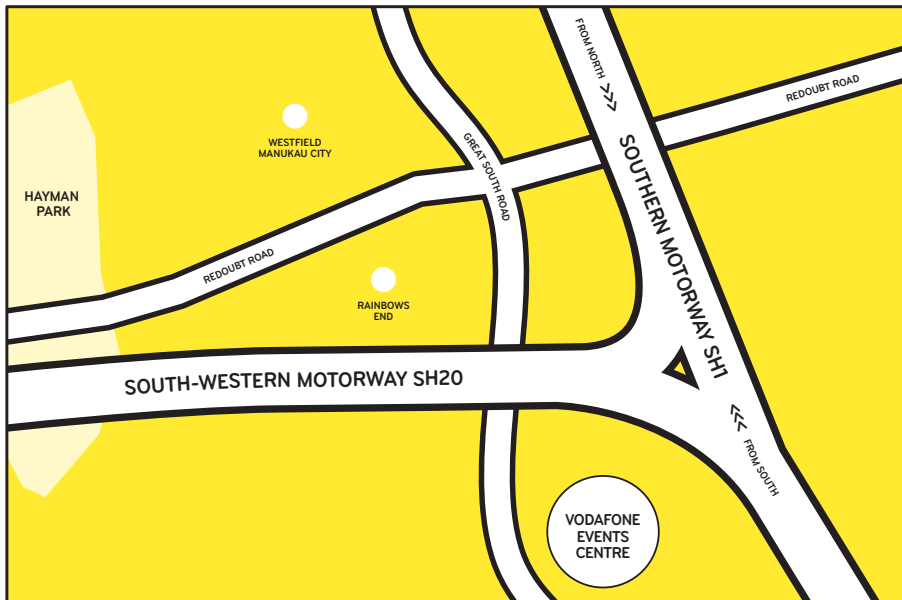 FROM NORTH
REDOUBT ROAD
WESTFIELD
MANUKAU CITY
GREAT SOUTH ROAD
SOUTHERN MOTORWAY SH1
HAYMAN
PARK
REDOUBT ROAD
RAINBOWS
END
SOUTH-WESTERN MOTORWAY SH20
FROM SOUTH
VODAFONE
EVENTS
CENTRE